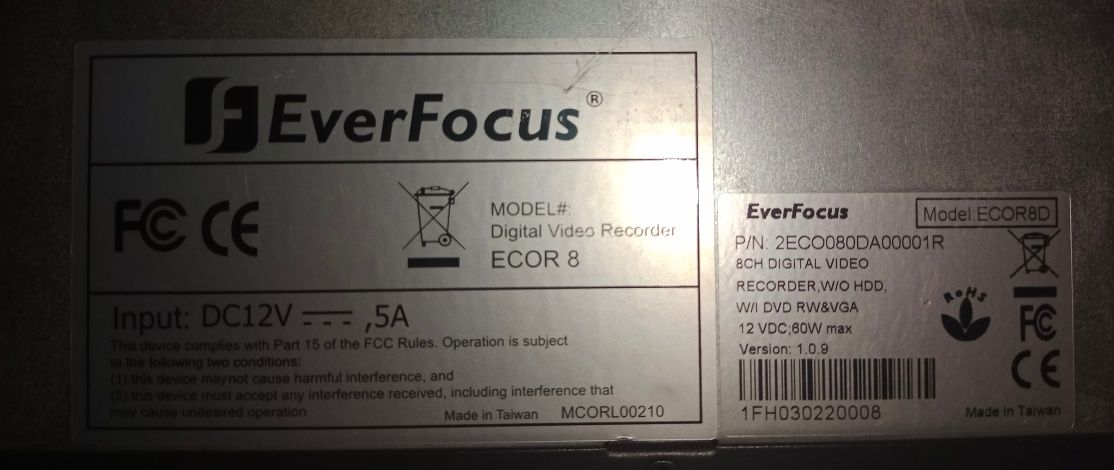 EverFocus®
FC CE
MODEL#:
Digital Video Recorder
ECOR 8
Input: DC12V ⎓ ,5A
This device complies with Part 15 of the FCC Rules. Operation is subject
to the following two conditions:
(1) this device maynot cause harmful interference, and
(2) this device must accept any interference received, including interference that
may cause undesired operation
Made in Taiwan MCORL00210
EverFocus Model:ECOR8D
P/N: 2ECO080DA00001R
8CH DIGITAL VIDEO
RECORDER,W/O HDD,
W/I DVD RW&VGA
12 VDC;60W max
Version: 1.0.9
RoHS
FC
CE
1FH030220008
Made in Taiwan